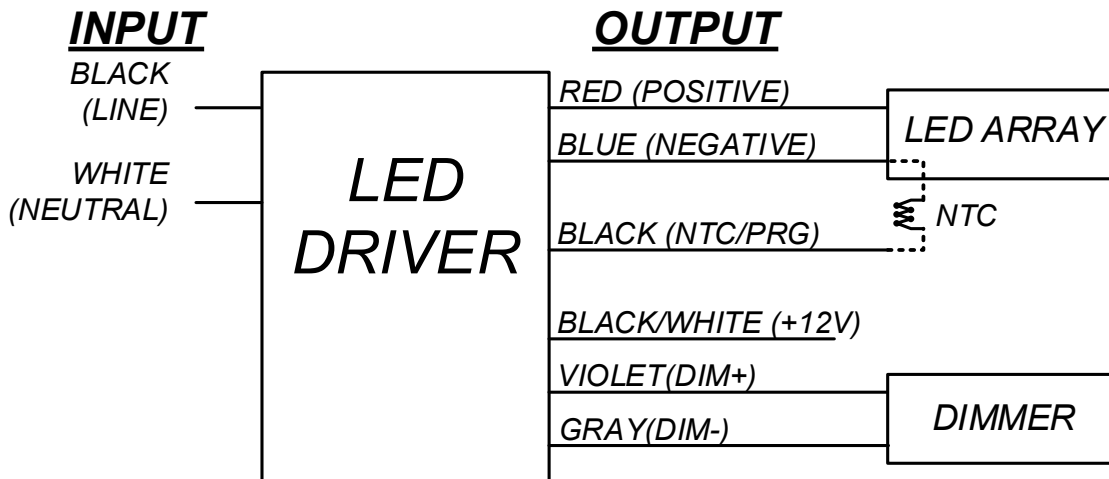 INPUT
OUTPUT
BLACK
(LINE)
WHITE
(NEUTRAL)
LED
DRIVER
RED (POSITIVE)
BLUE (NEGATIVE)
BLACK (NTC/PRG)
BLACK/WHITE (+12V)
VIOLET(DIM+)
GRAY(DIM-)
LED ARRAY
NTC
DIMMER